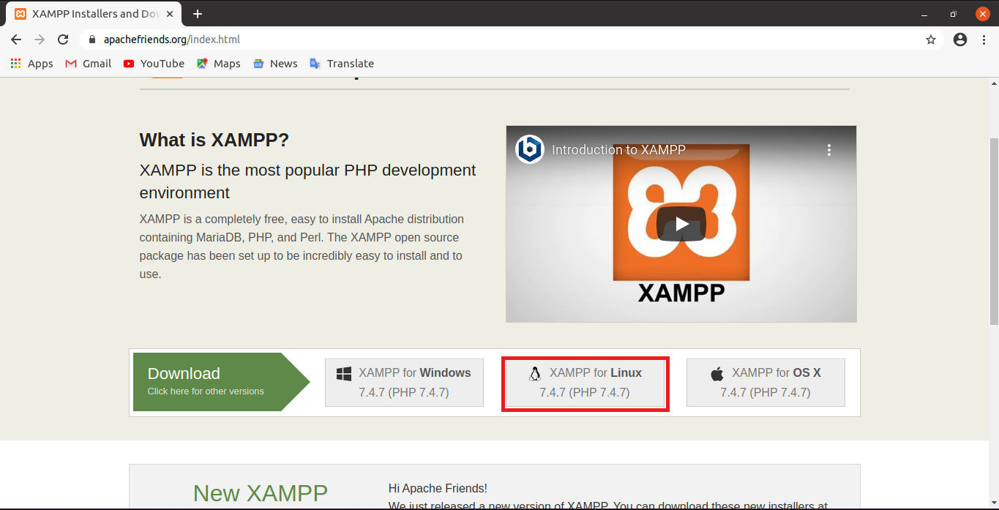 XAMPP Installers and Dov
apachefriends.org/index.html
Apps Gmail YouTube Maps News Translate
What is XAMPP?
XAMPP is the most popular PHP development
environment
XAMPP is a completely free, easy to install Apache distribution
containing MariaDB, PHP, and Perl. The XAMPP open source
package has been set up to be incredibly easy to install and to
use.
Introduction to XAMPP
XAMPP
Download
Click here for other versions
XAMPP for Windows
7.4.7 (PHP 7.4.7)
XAMPP for Linux
7.4.7 (PHP 7.4.7)
XAMPP for OS X
7.4.7 (PHP 7.4.7)
New XAMPP
Hi Apache Friends!
We just released a new version of XAMPP. You can download these new installers at